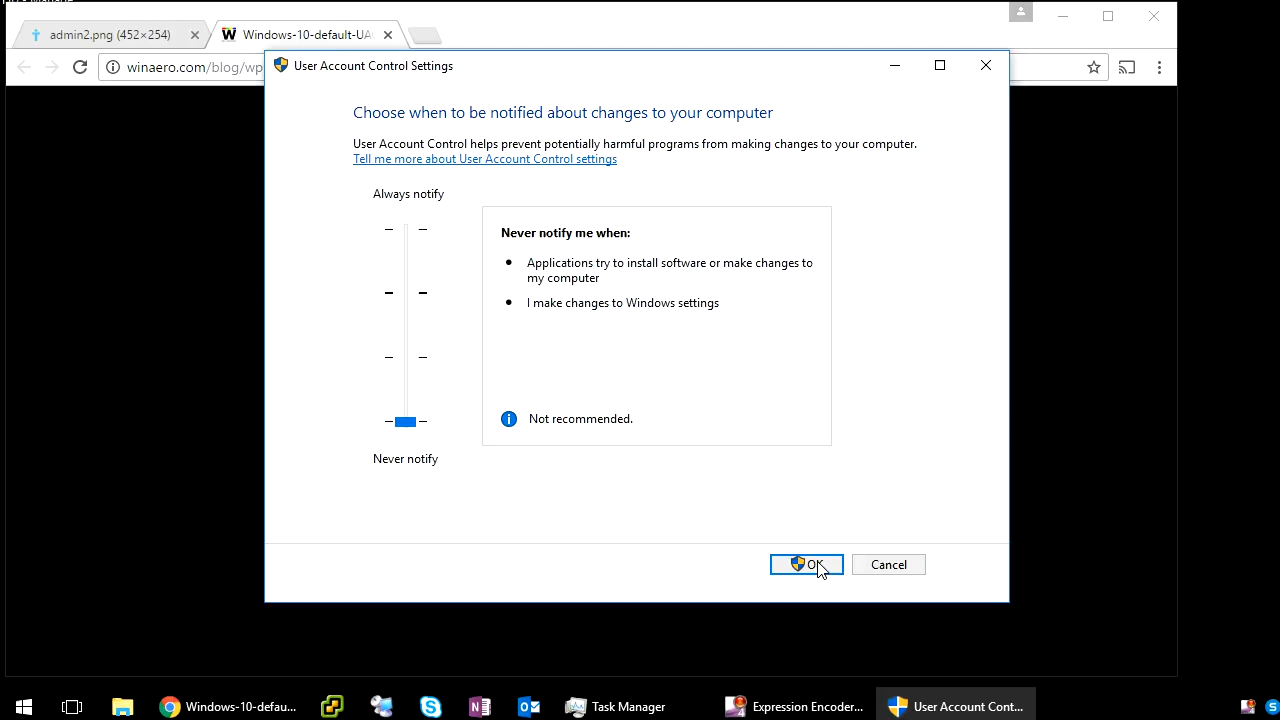 admin2.png (452×254)
Windows-10-default-UA
winaero.com/blog/wp
User Account Control Settings
Choose when to be notified about changes to your computer
User Account Control helps prevent potentially harmful programs from making changes to your computer.
Tell me more about User Account Control settings
Always notify
Never notify me when:
Applications try to install software or make changes to
my computer
I make changes to Windows settings
Not recommended.
Never notify
OK
Cancel
Windows-10-defau...
Task Manager
Expression Encoder...
User Account Cont...